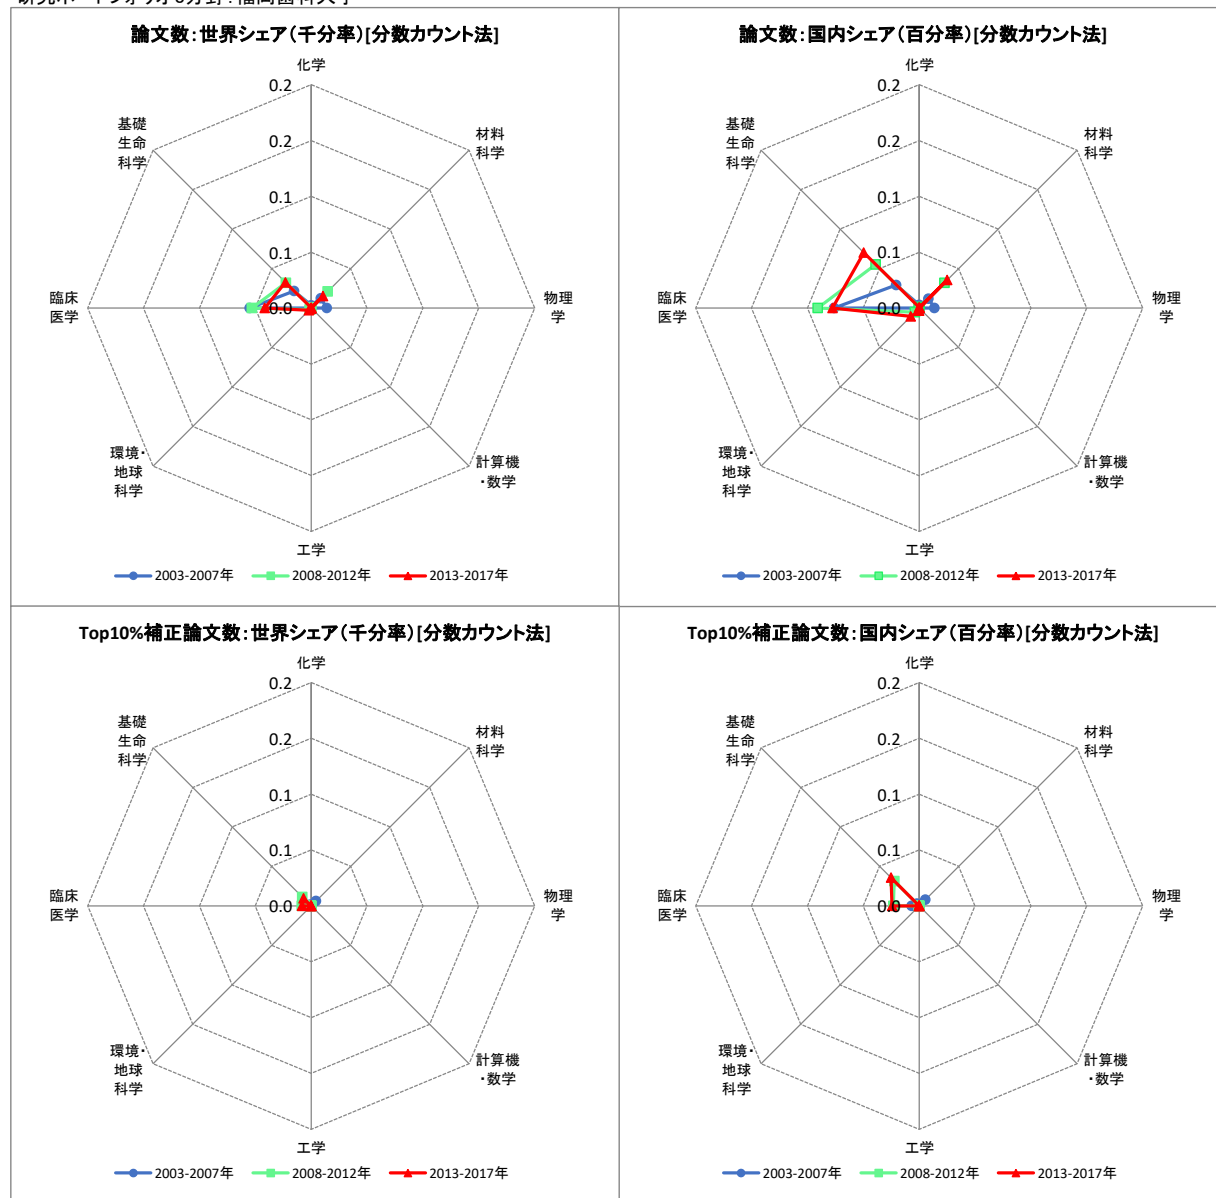 論文数：世界シェア（千分率）[分数カウント法]
化学
0.2
0.2
0.1
0.1
0.0
材料
科学
物理
学
計算機
・数学
工学
環境・
地球
科学
臨床
医学
基礎
生命
科学
2003-2007年
2008-2012年
2013-2017年
論文数：国内シェア（百分率）[分数カウント法]
化学
0.2
0.2
0.1
0.1
0.0
材料
科学
物理
学
計算機
・数学
工学
環境・
地球
科学
臨床
医学
基礎
生命
科学
2003-2007年
2008-2012年
2013-2017年
Top10%補正論文数：世界シェア（千分率）[分数カウント法]
化学
0.2
0.2
0.1
0.1
0.0
材料
科学
物理
学
計算機
・数学
工学
環境・
地球
科学
臨床
医学
基礎
生命
科学
2003-2007年
2008-2012年
2013-2017年
Top10%補正論文数：国内シェア（百分率）[分数カウント法]
化学
0.2
0.2
0.1
0.1
0.0
材料
科学
物理
学
計算機
・数学
工学
環境・
地球
科学
臨床
医学
基礎
生命
科学
2003-2007年
2008-2012年
2013-2017年